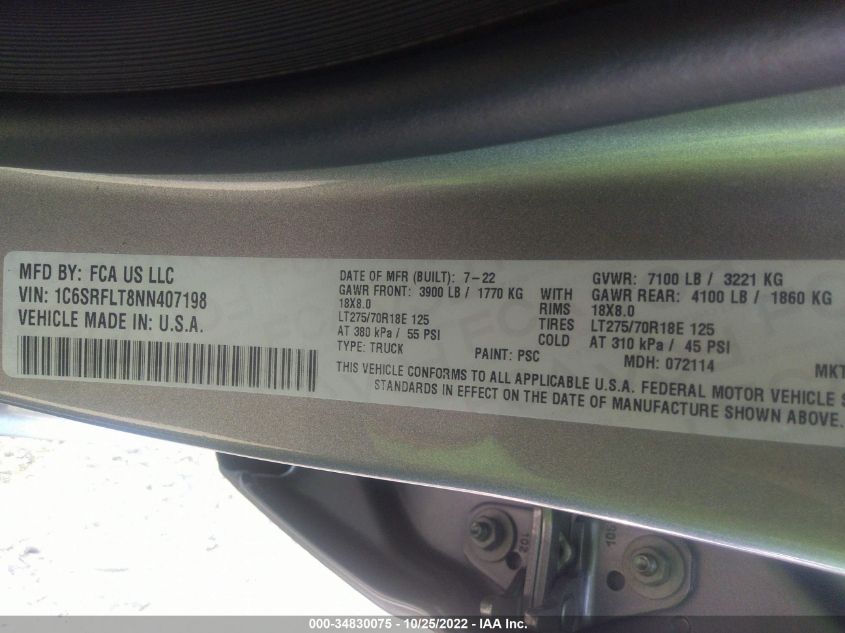 MFD BY: FCA US LLC
VIN: 1C6SRFLT8NN407198
VEHICLE MADE IN: U.S.A.
DATE OF MFR (BUILT): 7-22 GVWR: 7100 LB / 3221 KG
GAWR FRONT: 3900 LB / 1770 KG WITH GAWR REAR: 4100 LB / 1860 KG
18X8.0 RIMS 18X8.0
LT275/70R18E 125 TIRES LT275/70R18E 125
AT 380 kPa / 55 PSI COLD AT 310 kPa / 45 PSI
TYPE: TRUCK PAINT: PSC MDH: 072114 MKT
THIS VEHICLE CONFORMS TO ALL APPLICABLE U.S.A. FEDERAL MOTOR VEHICLE S
STANDARDS IN EFFECT ON THE DATE OF MANUFACTURE SHOWN ABOVE.
102
000-34830075 - 10/25/2022 - IAA.